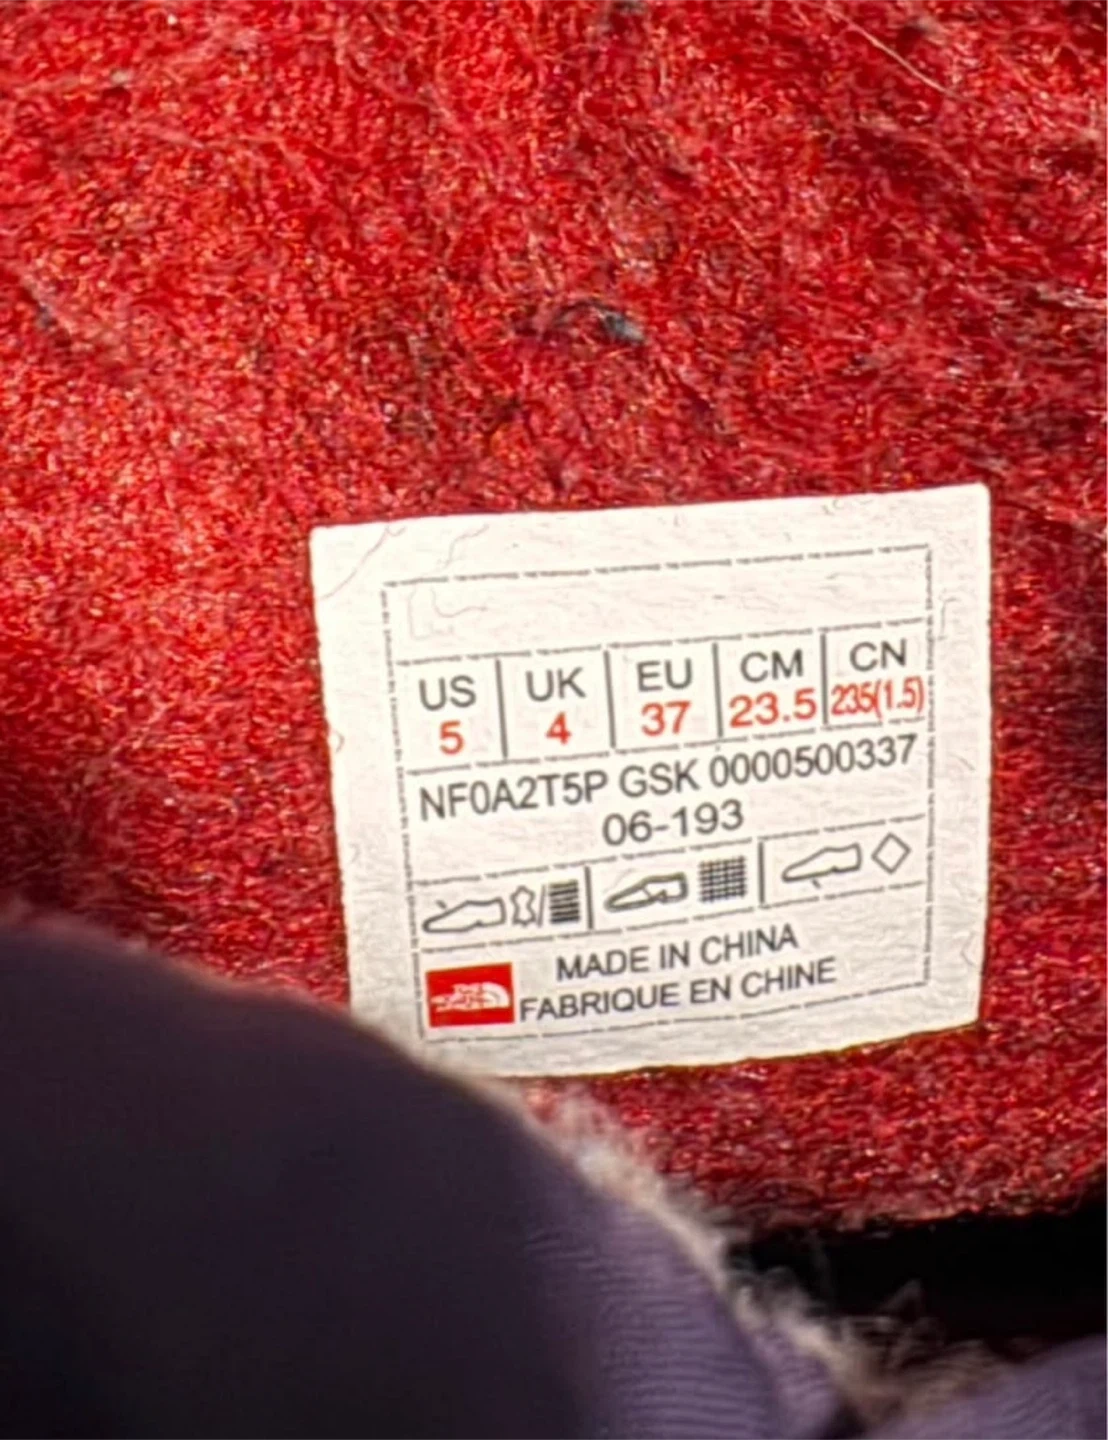 US UK EU CM CN
5 4 37 23.5 235(1.5)
NF0A2T5P GSK 0000500337
06-193
MADE IN CHINA
FABRIQUE EN CHINE